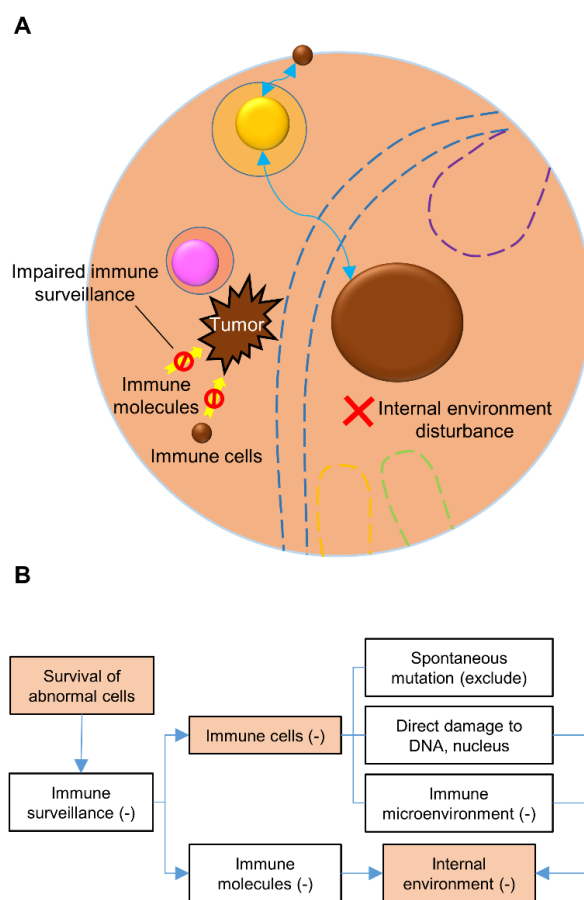 A
Impaired immune
surveillance
Tumor
Immune
molecules
Immune cells
Internal environment
disturbance
B
Survival of
abnormal cells
Immune
surveillance (-)
Immune cells (-)
Spontaneous
mutation (exclude)
Direct damage to
DNA, nucleus
Immune
microenvironment (-)
Immune
molecules (-)
Internal
environment (-)